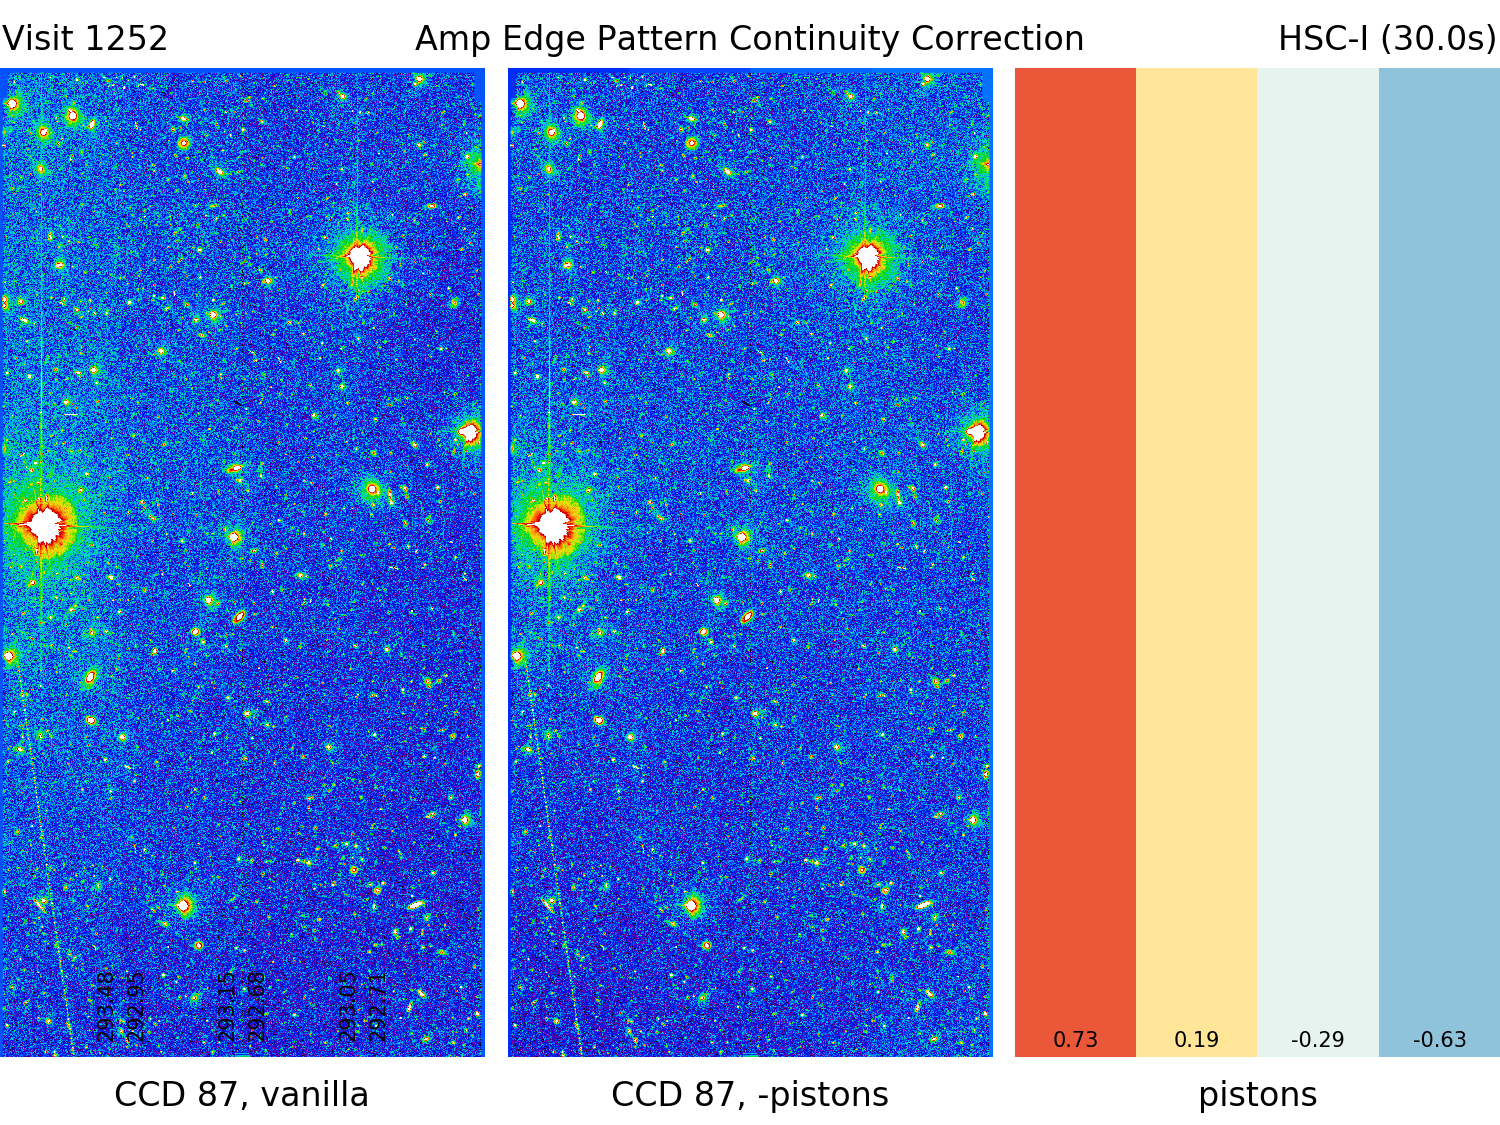 Visit 1252
Amp Edge Pattern Continuity Correction
HSC-I (30.0s)
293.48
292.95
293.15
292.68
293.05
292.71
0.73
0.19
-0.29
-0.63
CCD 87, vanilla
CCD 87, -pistons
pistons